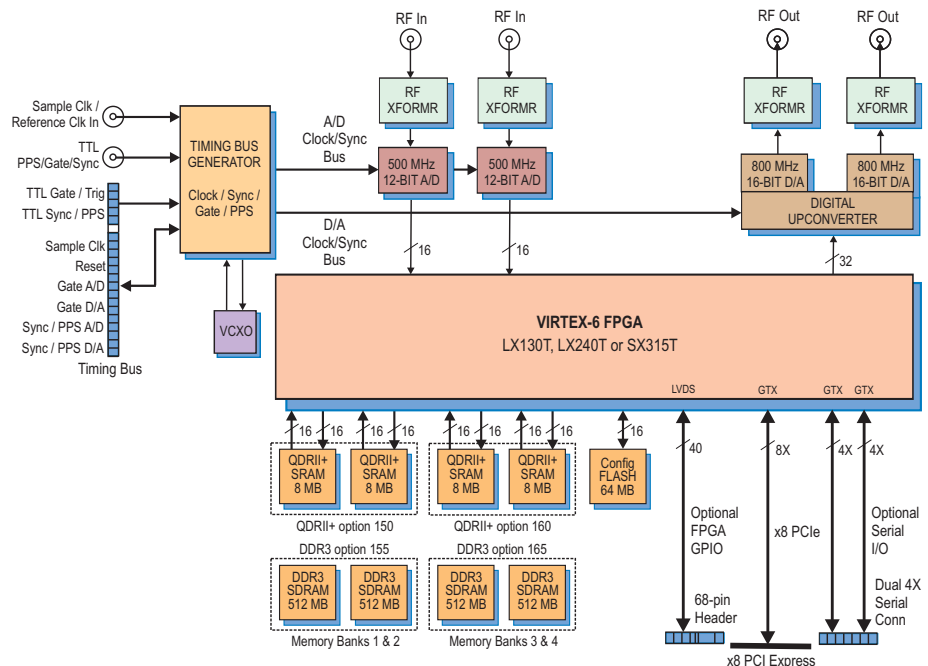 RF In
RF In
RF Out
RF Out
RF
XFORMR
RF
XFORMR
RF
XFORMR
RF
XFORMR
Sample Clk /
Reference Clk In
TTL
PPS/Gate/Sync
TTL Gate / Trig
TTL Sync / PPS
Sample Clk
Reset
Gate A/D
Gate D/A
Sync / PPS A/D
Sync / PPS D/A
Timing Bus
TIMING BUS
GENERATOR
Clock / Sync /
Gate / PPS
VCXO
A/D
Clock/Sync
Bus
500 MHz
12-BIT A/D
500 MHz
12-BIT A/D
800 MHz
16-BIT D/A
800 MHz
16-BIT D/A
DIGITAL
UPCONVERTER
D/A
Clock/Sync
Bus
16
16
32
VIRTEX-6 FPGA
LX130T, LX240T or SX315T
LVDS
GTX
GTX
GTX
16
16
16
16
16
16
16
16
16
40
8X
4X
4X
QDRII+
SRAM
8 MB
QDRII+
SRAM
8 MB
QDRII+
SRAM
8 MB
QDRII+
SRAM
8 MB
Config
FLASH
64 MB
QDRII+ option 150
QDRII+ option 160
DDR3 option 155
DDR3 option 165
DDR3
SDRAM
512 MB
DDR3
SDRAM
512 MB
DDR3
SDRAM
512 MB
DDR3
SDRAM
512 MB
Memory Banks 1 & 2
Memory Banks 3 & 4
Optional
FPGA
GPIO
68-pin
Header
x8 PCIe
x8 PCI Express
Optional
Serial
I/O
Dual 4X
Serial
Conn